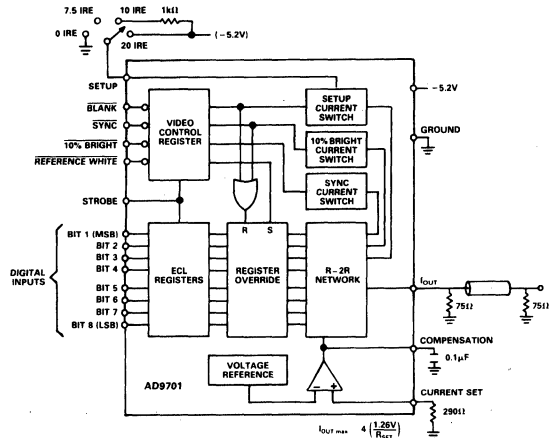 7.5 IRE
10 IRE
1kΩ
0 IRE
20 IRE
(−5.2V)
SETUP
BLANK
SYNC
10% BRIGHT
REFERENCE WHITE
STROBE
VIDEO
CONTROL
REGISTER
SETUP
CURRENT
SWITCH
10% BRIGHT
CURRENT
SWITCH
SYNC
CURRENT
SWITCH
−5.2V
GROUND
R S
DIGITAL
INPUTS
BIT 1 (MSB)
BIT 2
BIT 3
BIT 4
BIT 5
BIT 6
BIT 7
BIT 8 (LSB)
ECL
REGISTERS
REGISTER
OVERRIDE
R−2R
NETWORK
IOUT
75Ω
75Ω
COMPENSATION
0.1μF
VOLTAGE
REFERENCE
− +
AD9701
CURRENT SET
290Ω
IOUT max 4 (1.26V / RSET)